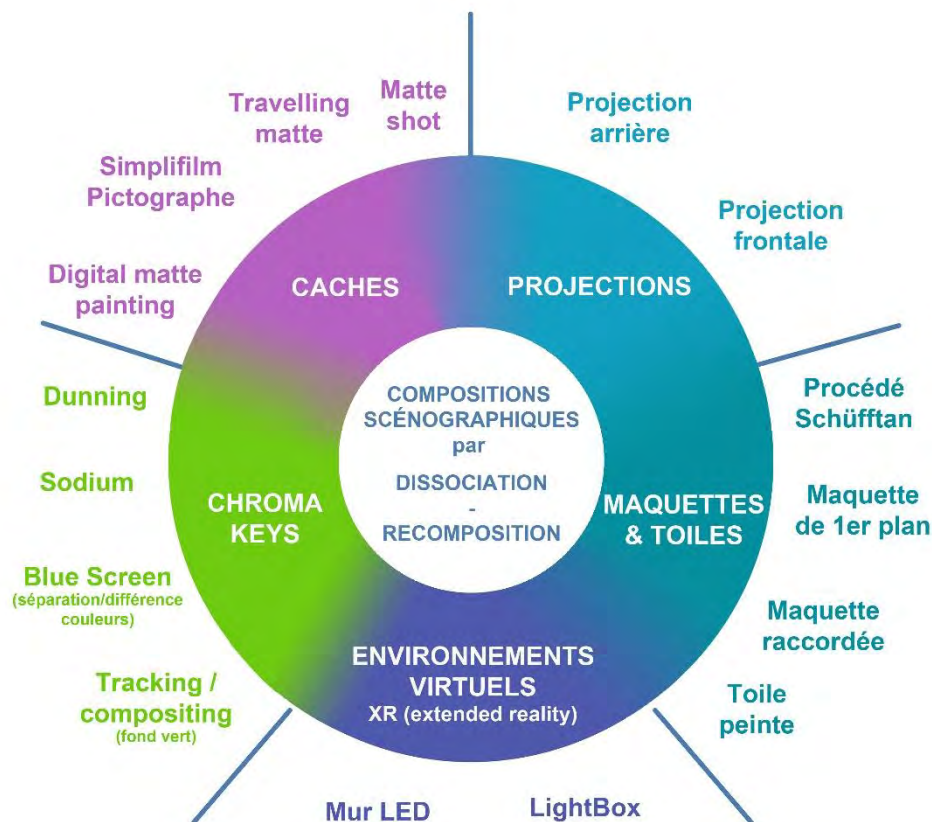 COMPOSITIONS
SCÉNOGRAPHIQUES
par
DISSOCIATION
-
RECOMPOSITION
CACHES
Matte
shot
Travelling
matte
Simplifilm
Pictographe
Digital matte
painting
PROJECTIONS
Projection
arrière
Projection
frontale
MAQUETTES
& TOILES
Procédé
Schüfftan
Maquette
de 1er plan
Maquette
raccordée
Toile
peinte
ENVIRONNEMENTS
VIRTUELS
XR (extended reality)
LightBox
Mur LED
CHROMA
KEYS
Dunning
Sodium
Blue Screen
(séparation/différence
couleurs)
Tracking /
compositing
(fond vert)